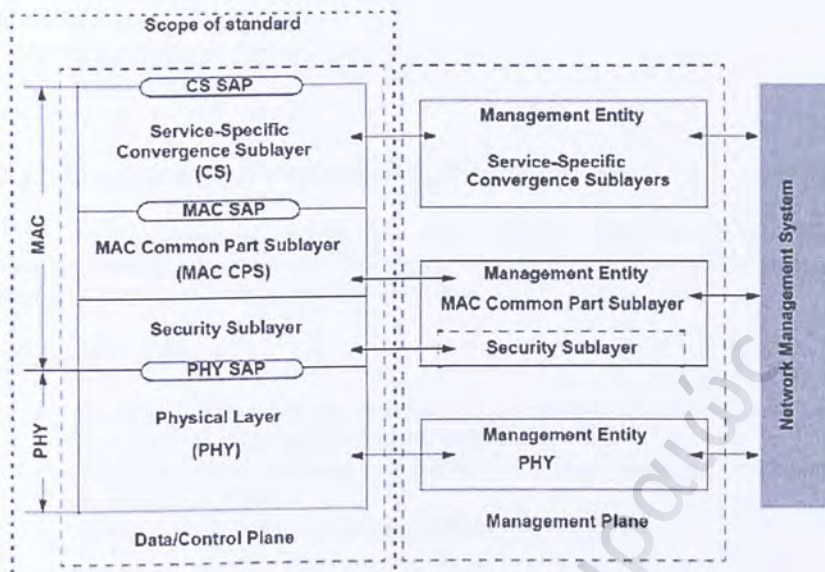 Scope of standard
CS SAP
Service-Specific
Convergence Sublayer
(CS)
MAC SAP
MAC Common Part Sublayer
(MAC CPS)
Security Sublayer
PHY SAP
Physical Layer
(PHY)
Data/Control Plane
MAC
PHY
Management Entity
Service-Specific
Convergence Sublayers
Management Entity
MAC Common Part Sublayer
Security Sublayer
Management Entity
PHY
Management Plane
Network Management System